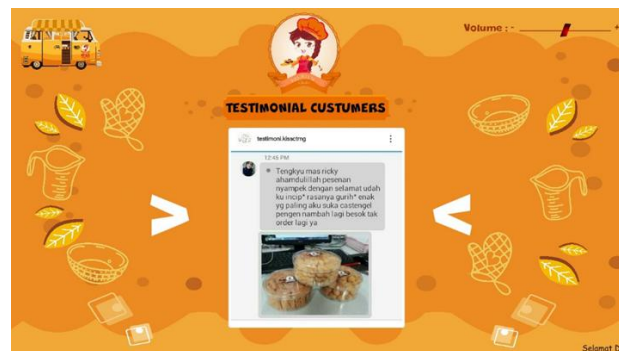 Volume : - +
TESTIMONIAL CUSTUMERS
testimoni.kisactmg
12:46 PM
Tengkyu mas ricky
ahamdulillah pesenan
nyampek dengan selamat udah
ku incip" rasanya gurih" enak
yg paling aku suka castengel
pengen nambah lagi besok tak
order lagi ya
> <
Selamat D